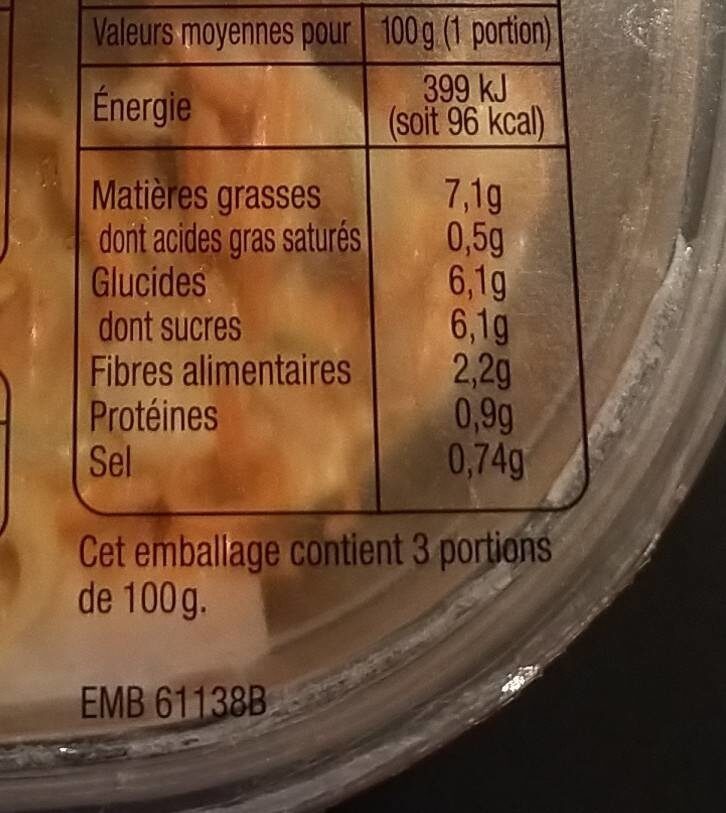 Valeurs moyennes pour 100 g (1 portion)
Énergie 399 kJ
(soit 96 kcal)
Matières grasses 7,1g
dont acides gras saturés 0,5g
Glucides 6,1g
dont sucres 6,1g
Fibres alimentaires 2,2g
Protéines 0,9g
Sel 0,74g
Cet emballage contient 3 portions
de 100g.
EMB 61138B